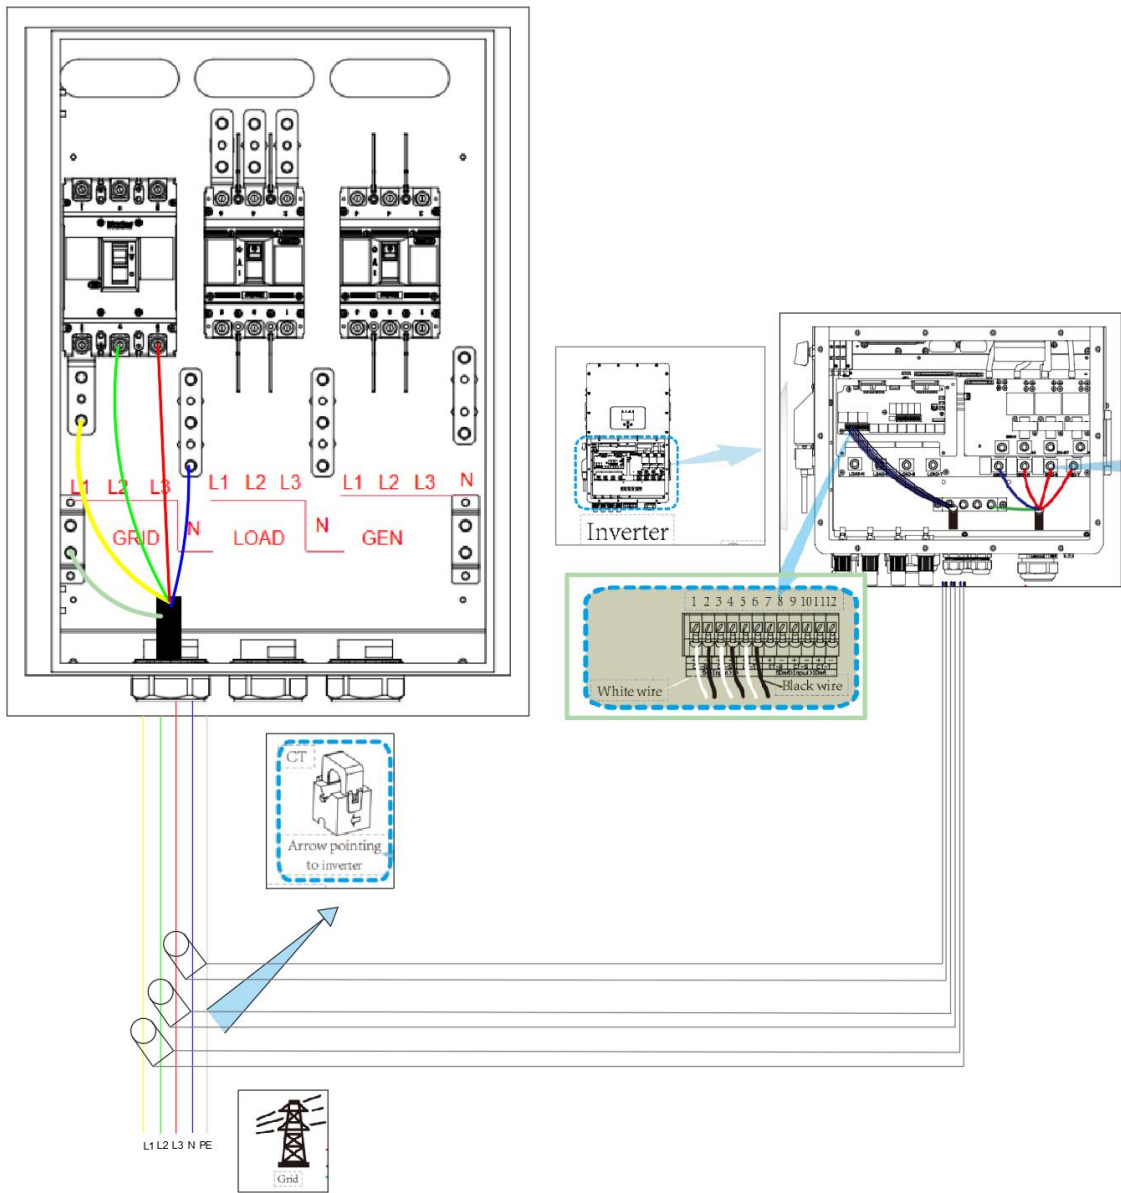 L1 L2 L3
L1 L2 L3
L1 L2 L3 N
GRID N
LOAD N
GEN
Inverter
1 2 3 4 5 6 7 8 9 10 11 12
White wire
Black wire
CT
Arrow pointing
to inverter
L1 L2 L3 N PE
Grid